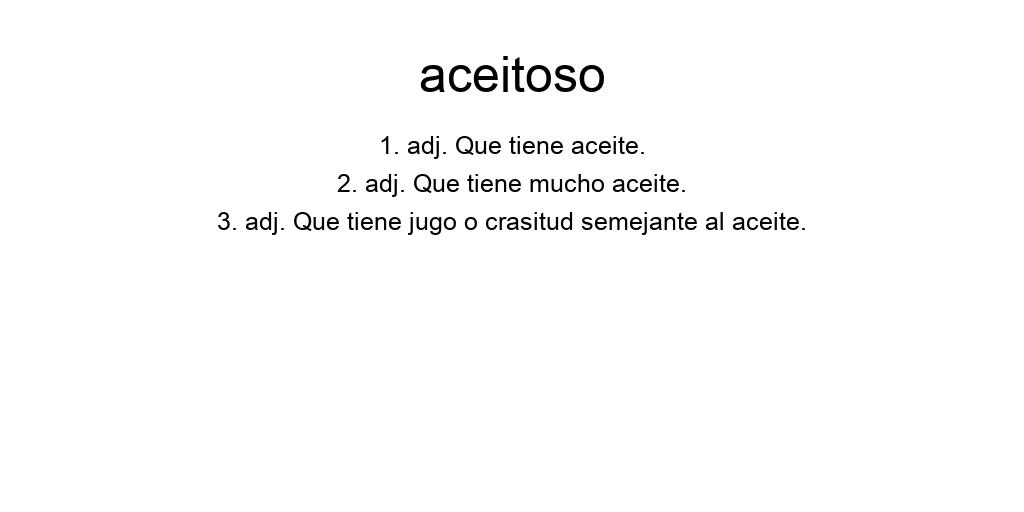 aceitoso
1. adj. Que tiene aceite.
2. adj. Que tiene mucho aceite.
3. adj. Que tiene jugo o crasitud semejante al aceite.